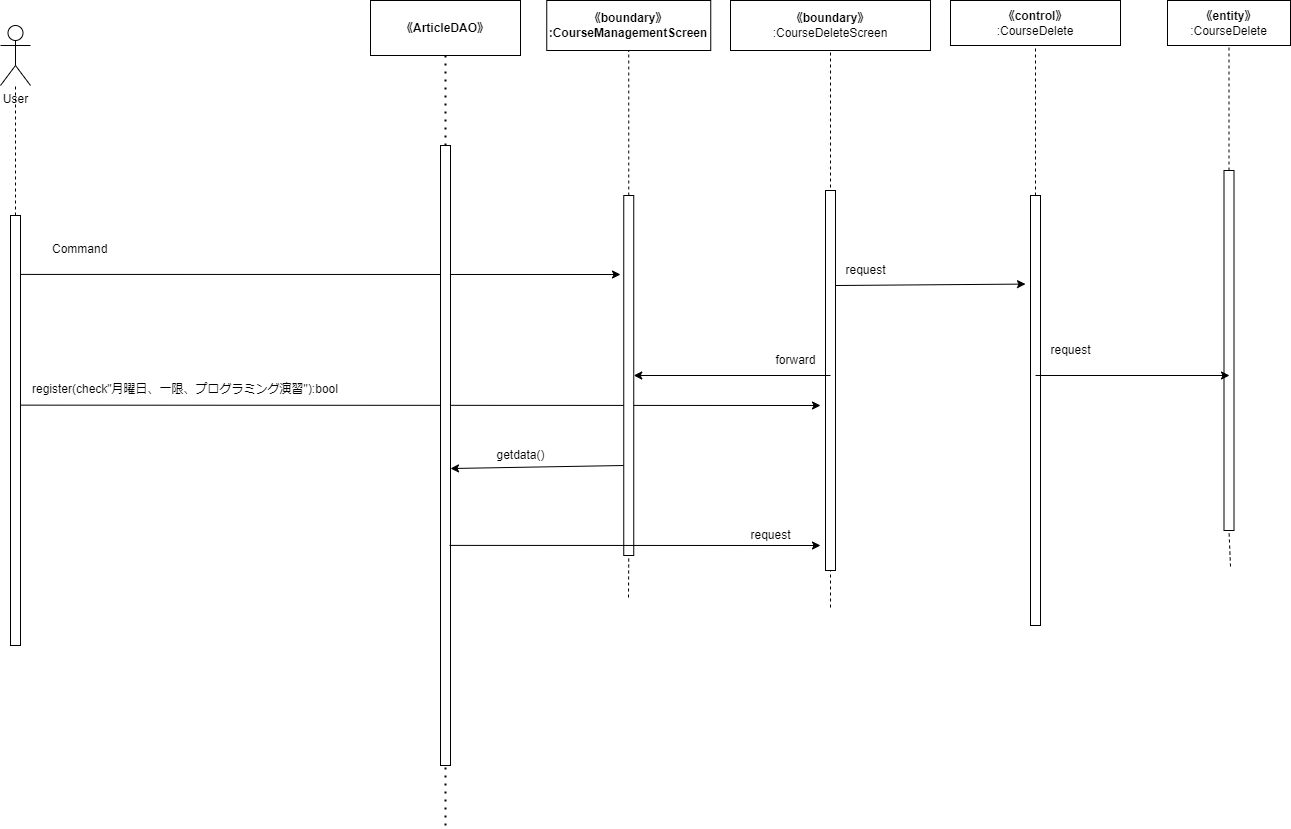 User
《ArticleDAO》
《boundary》
:CourseManagementScreen
《boundary》
:CourseDeleteScreen
《control》
:CourseDelete
《entity》
:CourseDelete
Command
request
request
forward
register(check"月曜日、一限、プログラミング演習"):bool
getdata()
request